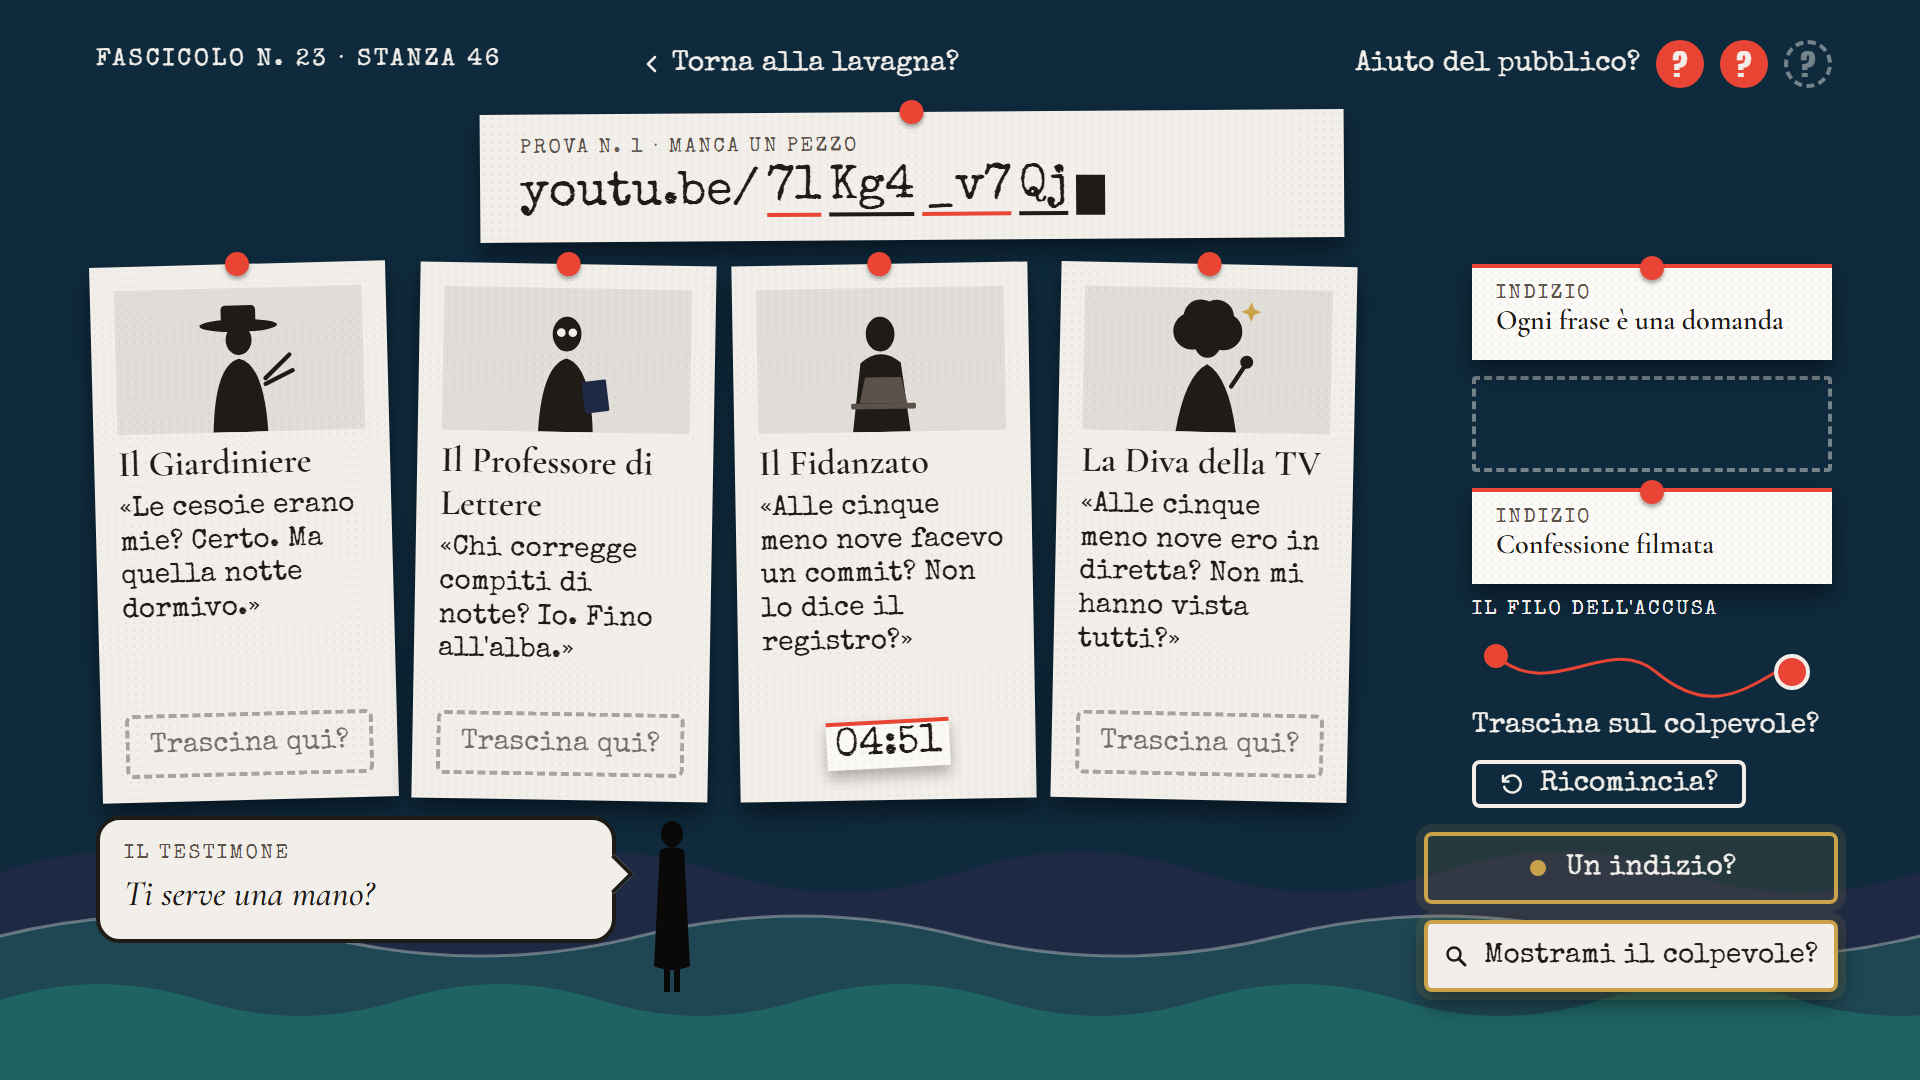 FASCICOLO N. 23 · STANZA 46
Torna alla lavagna?
Aiuto del pubblico? ? ? ?
PROVA N. 1 · MANCA UN PEZZO
youtu.be/7lKg4_v7Qj
Il Giardiniere
«Le cesoie erano
mie? Certo. Ma
quella notte
dormivo.»
Trascina qui?
Il Professore di
Lettere
«Chi corregge
compiti di
notte? Io. Fino
all'alba.»
Trascina qui?
Il Fidanzato
«Alle cinque
meno nove facevo
un commit? Non
lo dice il
registro?»
04:51
La Diva della TV
«Alle cinque
meno nove ero in
diretta? Non mi
hanno vista
tutti?»
Trascina qui?
INDIZIO
Ogni frase è una domanda
INDIZIO
Confessione filmata
IL FILO DELL'ACCUSA
Trascina sul colpevole?
Ricomincia?
Un indizio?
Mostrami il colpevole?
IL TESTIMONE
Ti serve una mano?